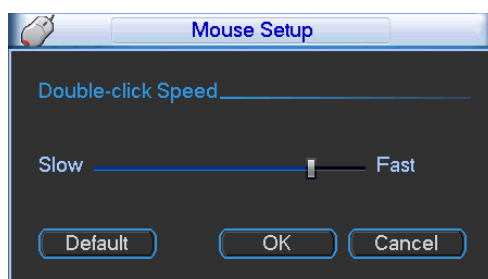 Mouse Setup
Double-click Speed
Slow Fast
Default OK Cancel